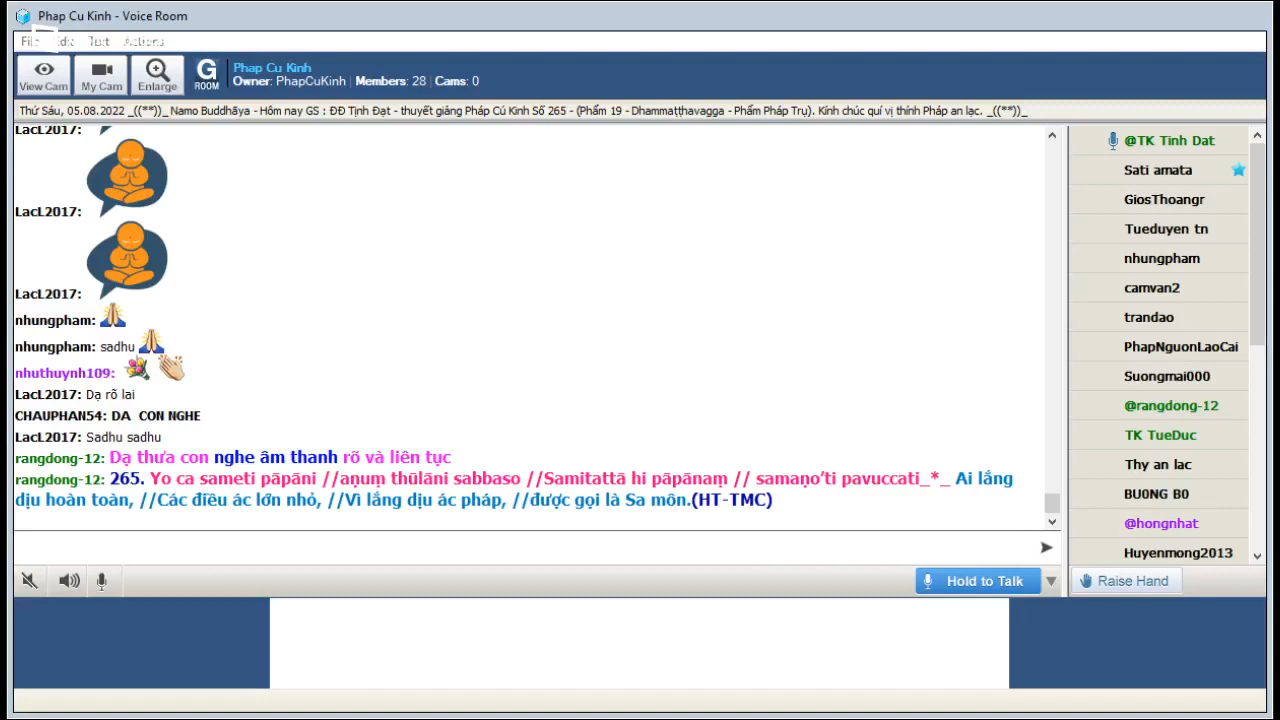 Phap Cu Kinh - Voice Room
Text Actions
View Cam
My Cam
Enlarge
G ROOM
Phap Cu Kinh
Owner: PhapCuKinh | Members: 28 | Cams: 0
Thứ Sáu, 05.08.2022 _((**))_ Namo Buddhāya - Hôm nay GS : ĐĐ Tịnh Đạt - thuyết giảng Pháp Cú Kinh Số 265 - (Phẩm 19 - Dhammaṭṭhavagga - Phẩm Pháp Trụ). Kính chúc quí vị thính Pháp an lạc. _((**))_
LacL2017:
LacL2017:
LacL2017:
nhungpham:
nhungpham: sadhu
nhuthuynh109:
LacL2017: Dạ rõ lai
CHAUPHAN54: DA CON NGHE
LacL2017: Sadhu sadhu
rangdong-12: Dạ thưa con nghe âm thanh rõ và liên tục
rangdong-12: 265. Yo ca sameti pāpāni //aṇuṃ thūlāni sabbaso //Samitattā hi pāpānaṃ // samaṇo’ti pavuccati_*_ Ai lắng
dịu hoàn toàn, //Các điều ác lớn nhỏ, //Vì lắng dịu ác pháp, //được gọi là Sa môn.(HT-TMC)
@TK Tinh Dat
Sati amata
GiosThoangr
Tueduyen tn
nhungpham
camvan2
trandao
PhapNguonLaoCai
Suongmai000
@rangdong-12
TK TueDuc
Thy an lac
BU0NG B0
@hongnhat
Huyenmong2013
Hold to Talk
Raise Hand